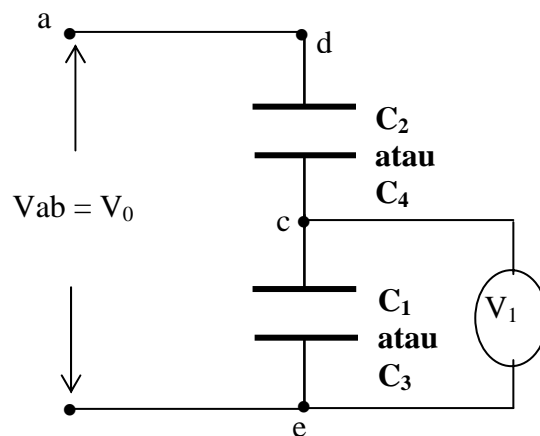 a
d
C₂
atau
C₄
Vab = V₀
c
C₁
atau
C₃
V₁
e